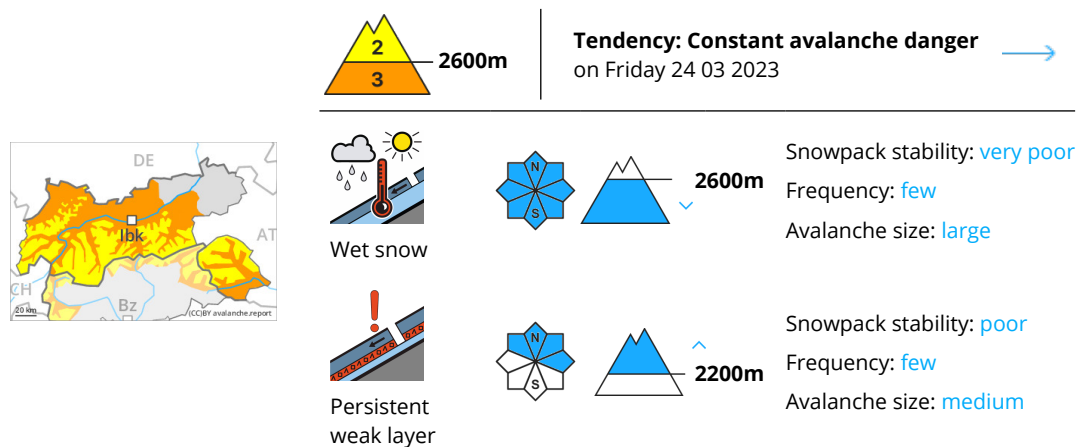 2
3
2600m
Tendency: Constant avalanche danger
on Friday 24 03 2023
DE
Ibk
AT
CH
Bz
20 km
(CC)BY avalanche.report
Wet snow
N
S
2600m
Snowpack stability: very poor
Frequency: few
Avalanche size: large
Persistent
weak layer
N
S
2200m
Snowpack stability: poor
Frequency: few
Avalanche size: medium